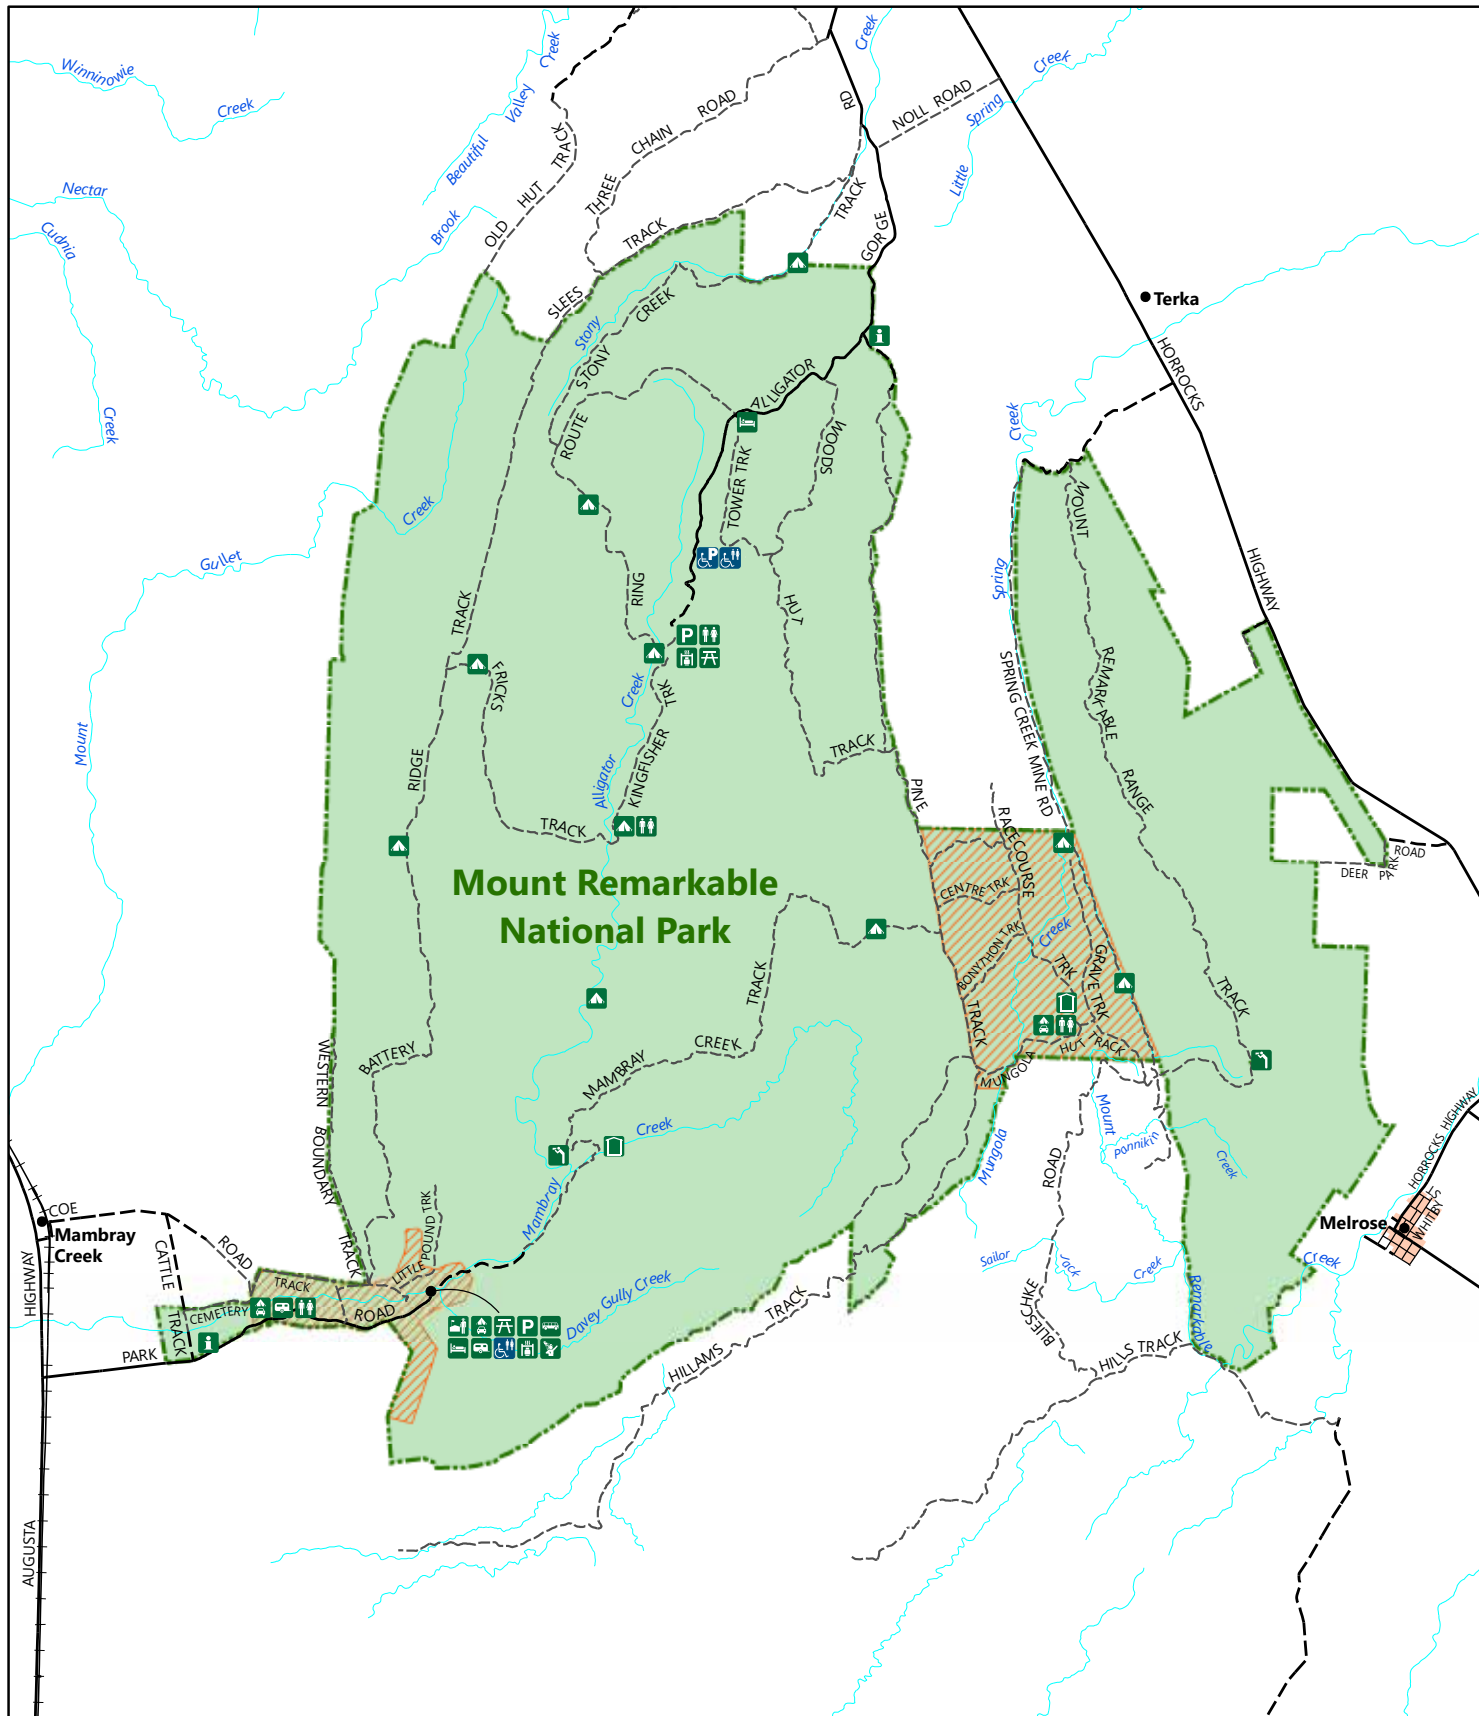 Winninowie
Creek
Beautiful
Valley
Creek
Creek
Creek
Little
Spring
NOLL ROAD
RD
THREE
CHAIN
ROAD
OLD
HUT
TRACK
Nectar
Brook
Cudnia
Creek
SLEES
TRACK
TRACK
GORGE
Stony
STONY
CREEK
Terka
HORROCKS
HIGHWAY
ALLIGATOR
ROUTE
RING
TOWER TRK
WOODS
HUT
TRACK
Creek
Gullet
Mount
Creek
Spring
MOUNT
REMARKABLE
RANGE
TRACK
SPRING CREEK MINE RD
TRACK
FRICKS
TRACK
RIDGE
BATTERY
Creek
Alligator
KINGFISHER
TRK
P
PINE
TRACK
RACECOURSE
TRK
CENTRE TRK
BONYTHON TRK
Creek
GRAVE TRK
HUT TRACK
MUNGOLA
DEER PARK
ROAD
Mount Remarkable
National Park
MAMBRAY
CREEK
TRACK
Creek
Mambray
WESTERN
BOUNDARY
TRACK
Mungola
Mount
Pannikin
Creek
ROAD
BLIESCHKE
Sailor
Jack
Creek
Remarkable
Creek
HORROCKS HIGHWAY
Melrose
WHITBY ST
COE
ROAD
Mambray
Creek
CATTLE
TRACK
HIGHWAY
AUGUSTA
CEMETERY
TRACK
LITTLE
POUND TRK
PARK
ROAD
P
Davey Gully Creek
HILLAMS
TRACK
HILLS TRACK